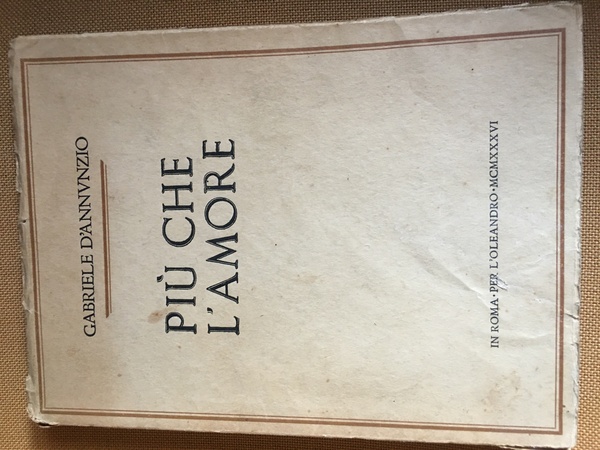 GABRIELE D'ANNVNZIO
PIÙ CHE
L'AMORE
IN ROMA·PER L'OLEANDRO·MCMXXXVI